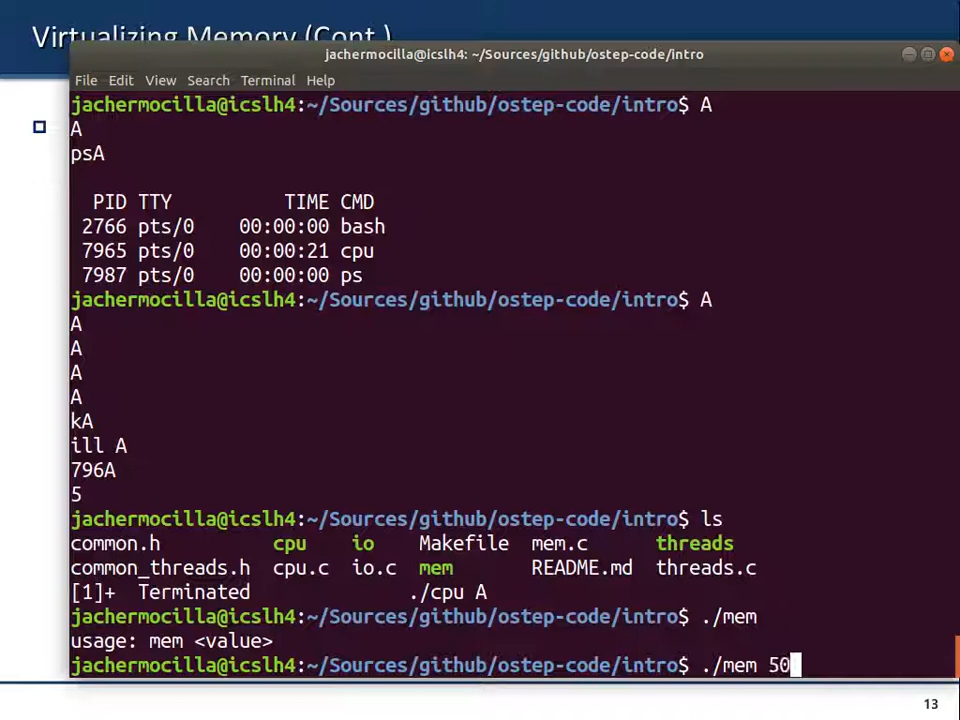 Virtualizing Memory (Cont.)
jachermocilla@icslh4: ~/Sources/github/ostep-code/intro
File Edit View Search Terminal Help
jachermocilla@icslh4:~/Sources/github/ostep-code/intro$ A
A
psA
PID TTY TIME CMD
2766 pts/0 00:00:00 bash
7965 pts/0 00:00:21 cpu
7987 pts/0 00:00:00 ps
jachermocilla@icslh4:~/Sources/github/ostep-code/intro$ A
A
A
A
A
kA
ill A
796A
5
jachermocilla@icslh4:~/Sources/github/ostep-code/intro$ ls
common.h cpu io Makefile mem.c threads
common_threads.h cpu.c io.c mem README.md threads.c
[1]+ Terminated ./cpu A
jachermocilla@icslh4:~/Sources/github/ostep-code/intro$ ./mem
usage: mem <value>
jachermocilla@icslh4:~/Sources/github/ostep-code/intro$ ./mem 50
13